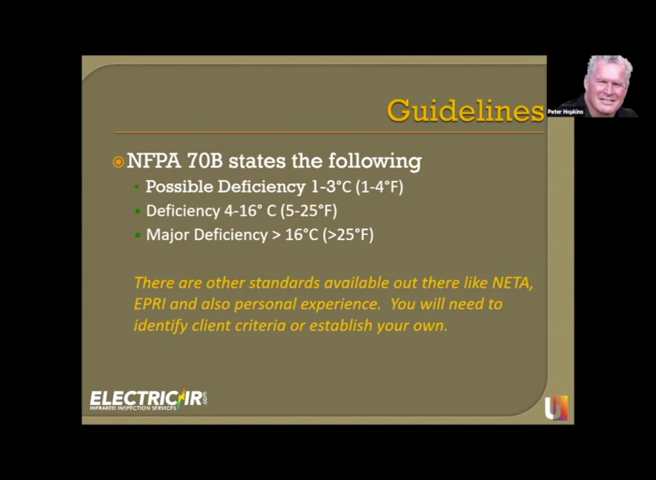 Guidelines
Peter Hopkins
NFPA 70B states the following
Possible Deficiency 1-3°C (1-4°F)
Deficiency 4-16° C (5-25°F)
Major Deficiency > 16°C (>25°F)
There are other standards available out there like NETA,
EPRI and also personal experience. You will need to
identify client criteria or establish your own.
ELECTRIC IR .com
INFRARED INSPECTION SERVICES
U